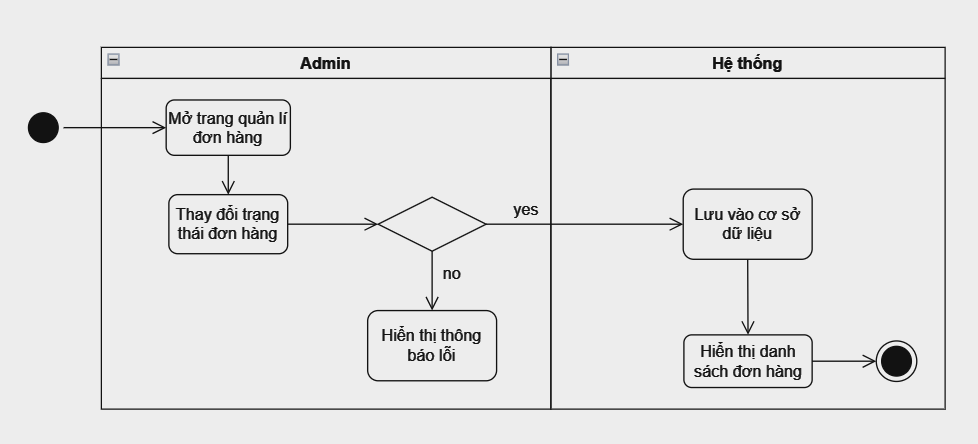 Admin
Hệ thống
Mở trang quản lí
đơn hàng
Thay đổi trạng
thái đơn hàng
yes
no
Hiển thị thông
báo lỗi
Lưu vào cơ sở
dữ liệu
Hiển thị danh
sách đơn hàng